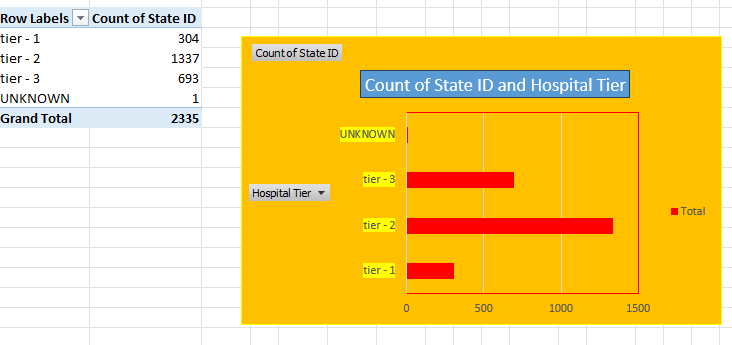 Row Labels Count of State ID
tier - 1 304
tier - 2 1337
tier - 3 693
UNKNOWN 1
Grand Total 2335
Count of State ID
Count of State ID and Hospital Tier
UNKNOWN
tier - 3
Hospital Tier
Total
tier - 2
tier - 1
0 500 1000 1500